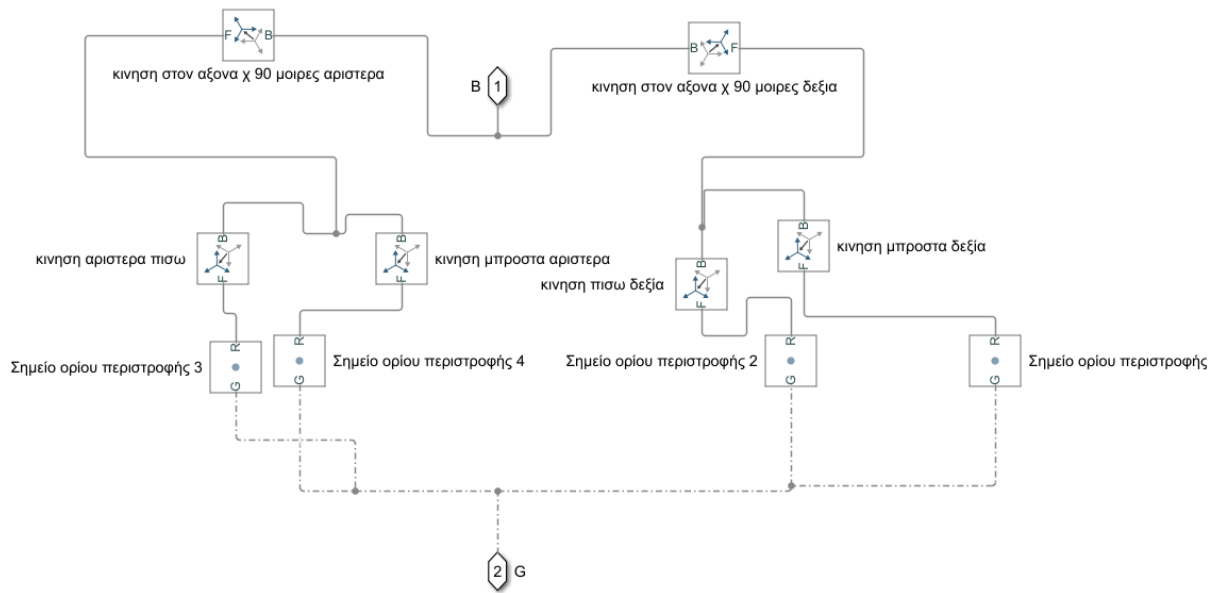 F B
κινηση στον αξονα χ 90 μοιρες αριστερα
B 1
B F
κινηση στον αξονα χ 90 μοιρες δεξια
κινηση αριστερα πισω
B
F
B
F
κινηση μπροστα αριστερα
κινηση πισω δεξία
B
F
B
F
κινηση μπροστα δεξία
Σημείο ορίου περιστροφής 3
R
G
R
G
Σημείο ορίου περιστροφής 4
Σημείο ορίου περιστροφής 2
R
G
R
G
Σημείο ορίου περιστροφής
2 G